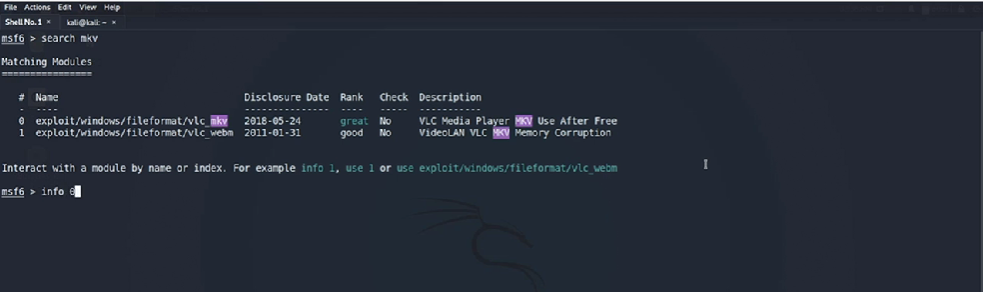 File Actions Edit View Help
Shell No. 1 × kali@kali: ~ ×
msf6 > search mkv
Matching Modules
================
# Name Disclosure Date Rank Check Description
- ---- --------------- ---- ----- -----------
0 exploit/windows/fileformat/vlc_mkv 2018-05-24 great No VLC Media Player MKV Use After Free
1 exploit/windows/fileformat/vlc_webm 2011-01-31 good No VideoLAN VLC MKV Memory Corruption
Interact with a module by name or index. For example info 1, use 1 or use exploit/windows/fileformat/vlc_webm
msf6 > info 0